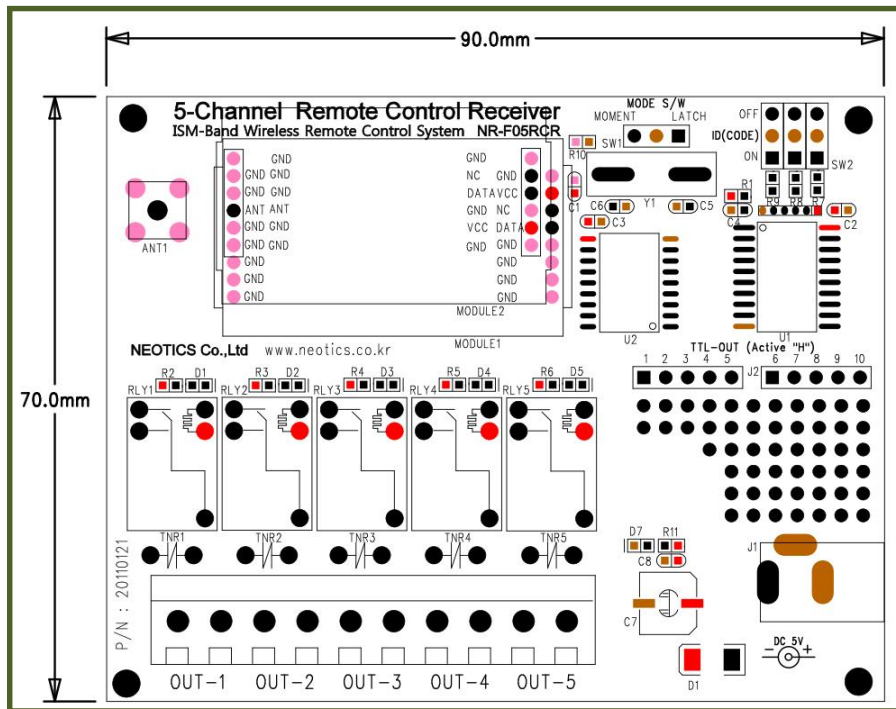 90.0mm
70.0mm
5-Channel Remote Control Receiver
ISM-Band Wireless Remote Control System NR-F05RCR
MODE S/W
MOMENT LATCH
SW1
OFF
ID(CODE)
ON
SW2
R10
C1
C6
Y1
C5
C3
R1
C4
R9 R8 R7
C2
ANT1
GND GND
GND GND
GND GND
ANT ANT
GND GND
GND GND
GND
GND
GND
GND
NC GND
DATA VCC
GND NC
VCC DATA
GND GND
GND
GND
GND
MODULE2
MODULE1
U2
U1
NEOTICS Co.,Ltd www.neotics.co.kr
TTL-OUT (Active "H")
1 2 3 4 5 J2 6 7 8 9 10
R2 D1 R3 D2 R4 D3 R5 D4 R6 D5
RLY1 RLY2 RLY3 RLY4 RLY5
TNR1 TNR2 TNR3 TNR4 TNR5
P/N : 20110121
D7 R11
C8
J1
C7
D1
DC 5V
- +
OUT-1 OUT-2 OUT-3 OUT-4 OUT-5